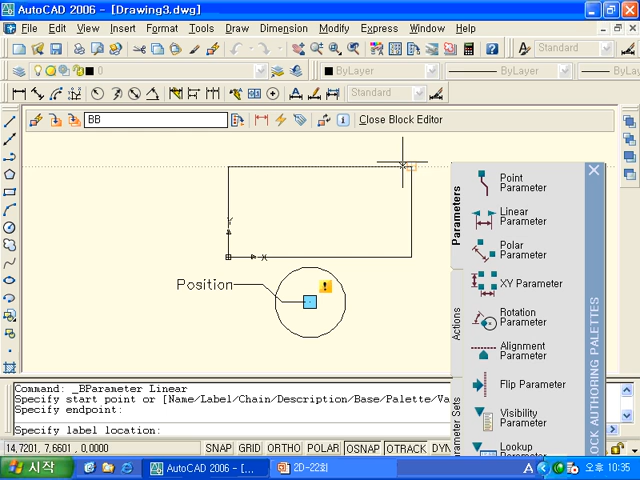 AutoCAD 2006 - [Drawing3.dwg]
File Edit View Insert Format Tools Draw Dimension Modify Express Window Help
Standard
0 ByLayer ByLayer ByLayer
Standard
BB Close Block Editor
Y
X
Position
Parameters
Actions
Parameter Sets
Point
Parameter
Linear
Parameter
Polar
Parameter
XY Parameter
Rotation
Parameter
Alignment
Parameter
Flip Parameter
Visibility
Parameter
Lookup
BLOCK AUTHORING PALETTES
Command: _BParameter Linear
Specify start point or [Name/Label/Chain/Description/Base/Palette/Va
Specify endpoint:
Specify label location:
14.7201, 7.6601 , 0.0000 SNAP GRID ORTHO POLAR OSNAP OTRACK DYN
시작 AutoCAD 2006 - [... 2D-22회 A 오후 10:35